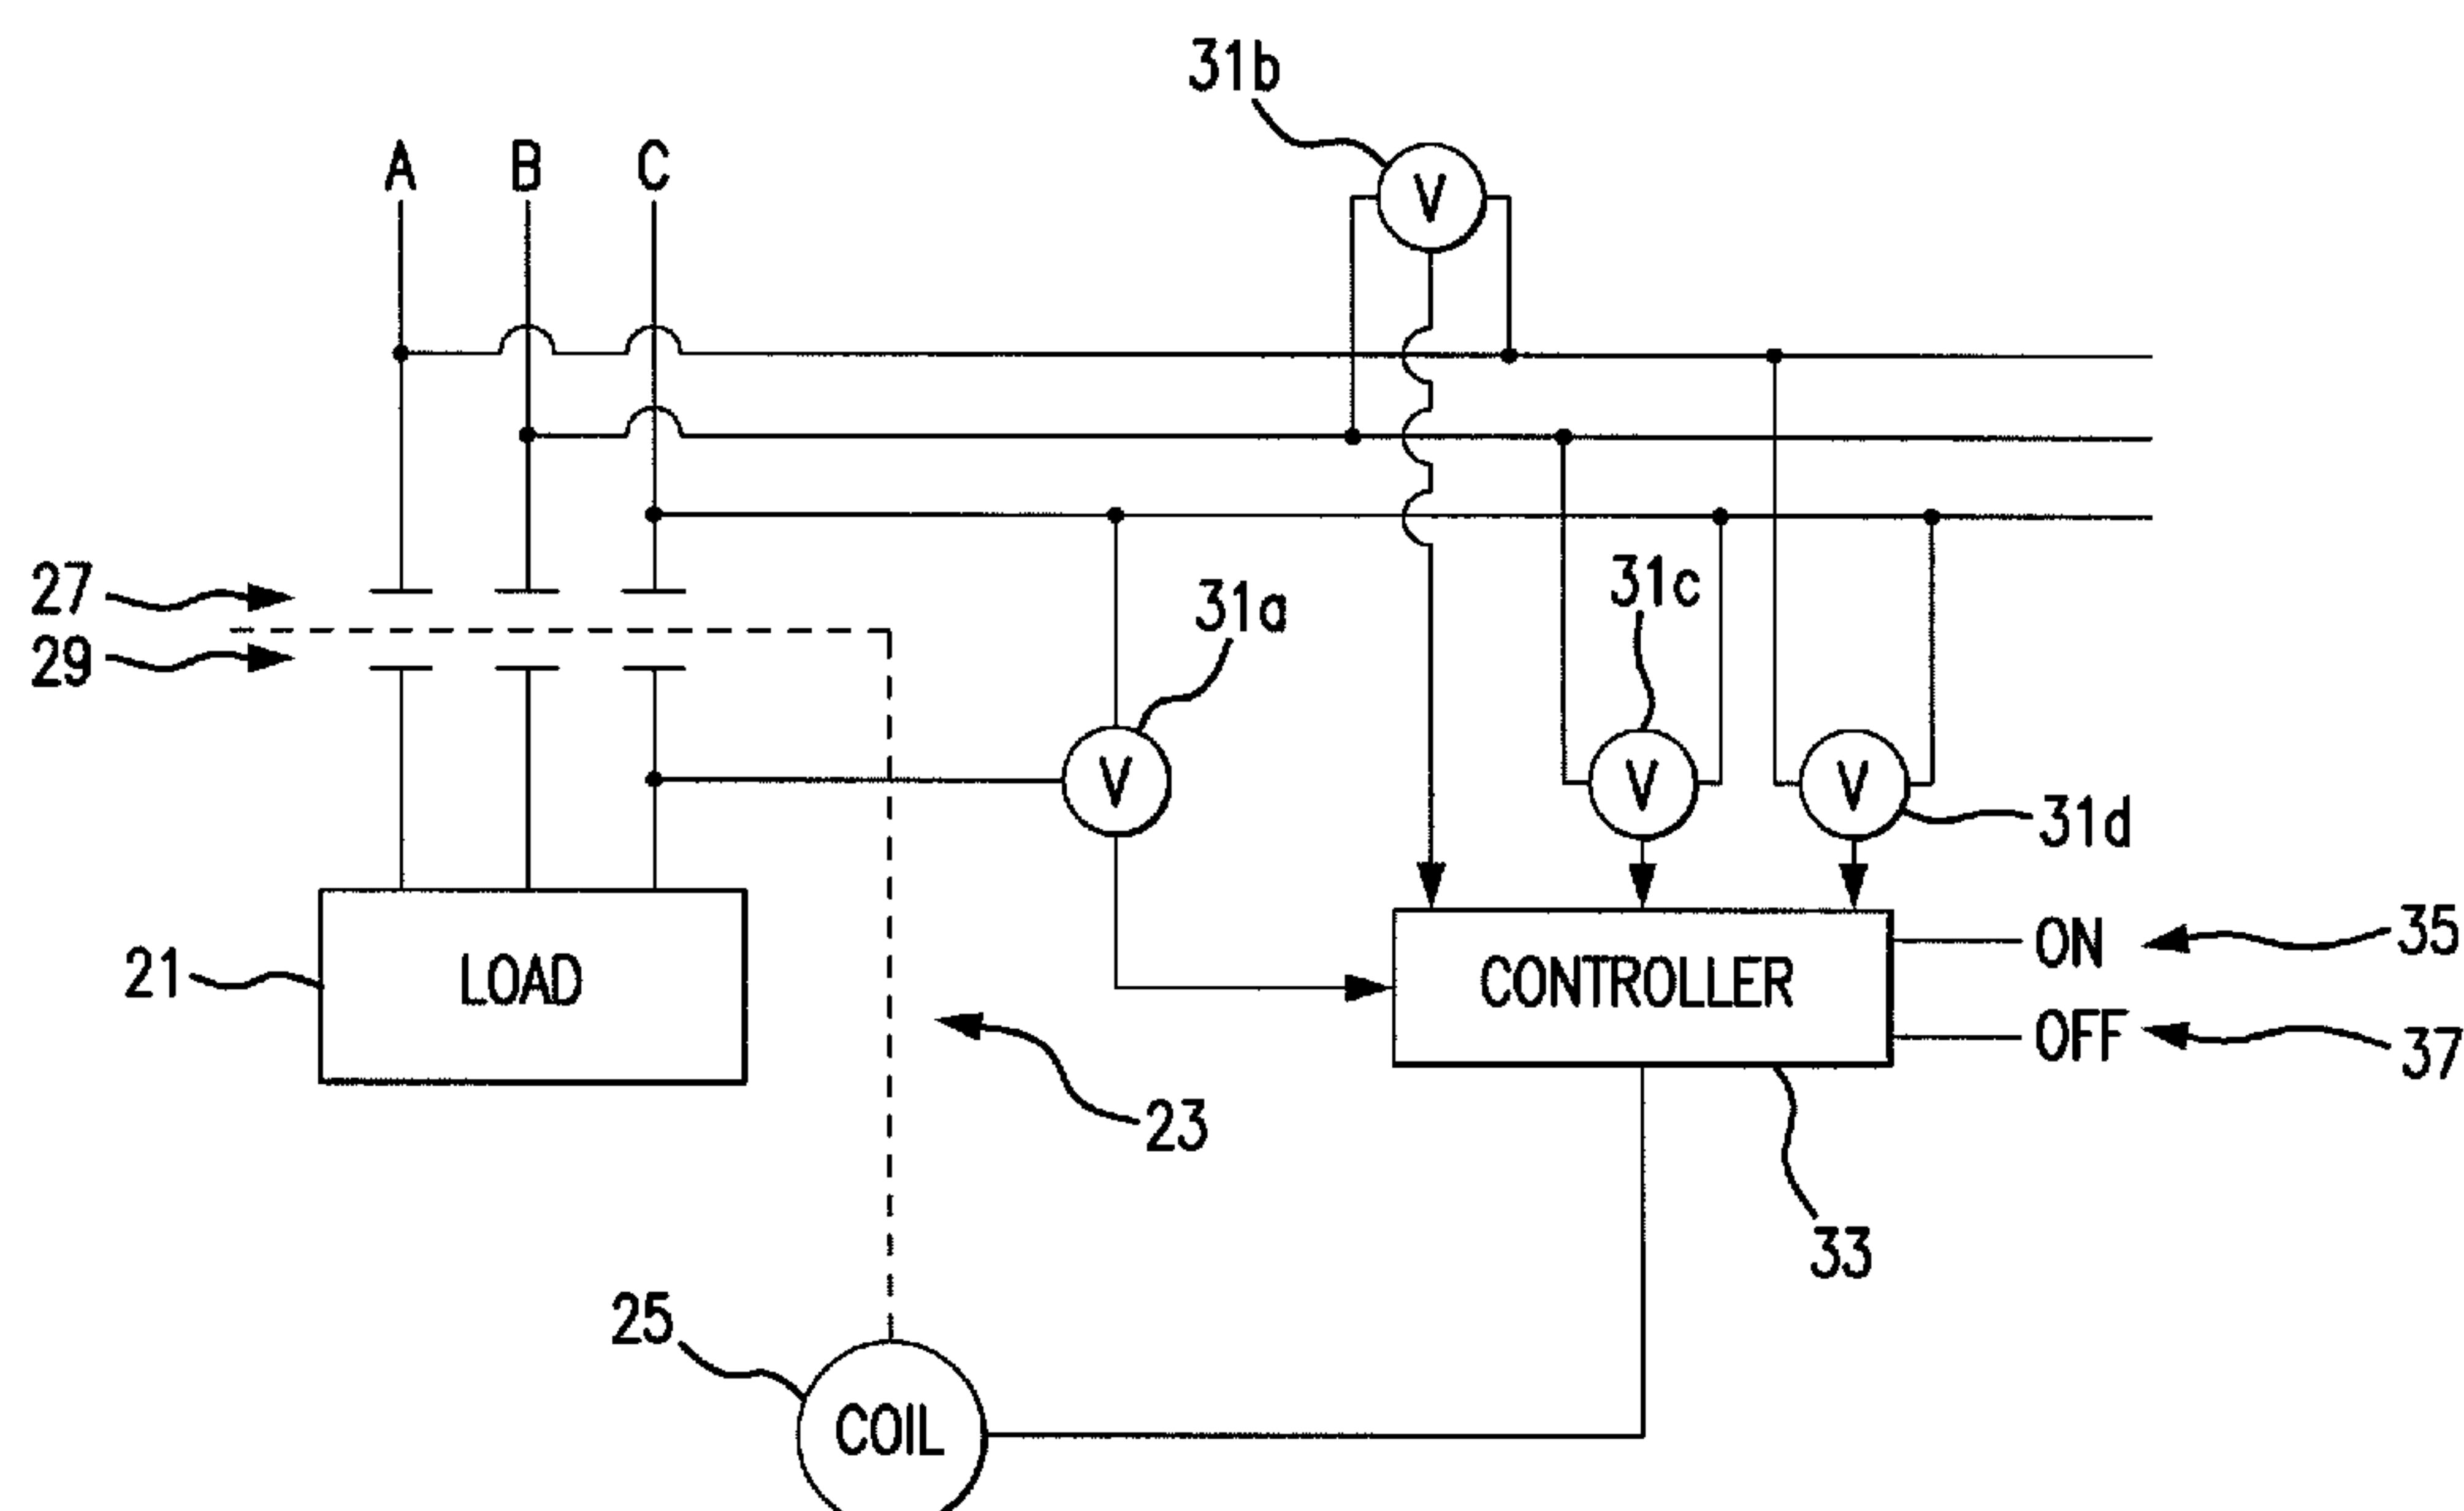 31b
V
A B C
27
29
31a
31c
V
V
V
31d
21
LOAD
CONTROLLER
ON
OFF
35
37
23
33
25
COIL